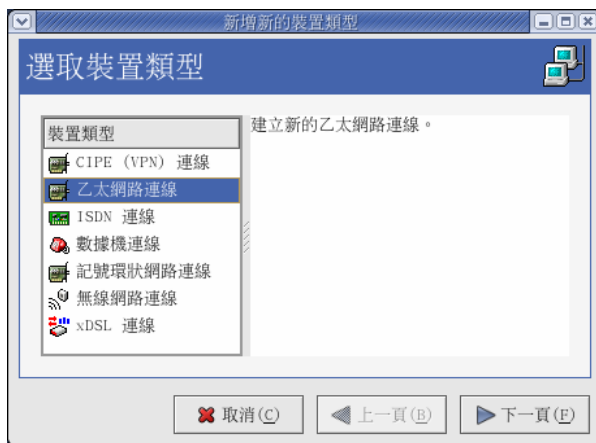 新增新的裝置類型
選取裝置類型
裝置類型
CIPE (VPN) 連線
乙太網路連線
ISDN 連線
數據機連線
記號環狀網路連線
無線網路連線
xDSL 連線
建立新的乙太網路連線。
取消(C)
上一頁(B)
下一頁(F)